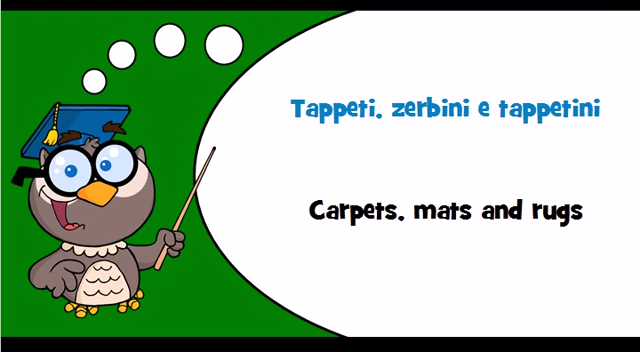 Tappeti, zerbini e tappetini
Carpets, mats and rugs